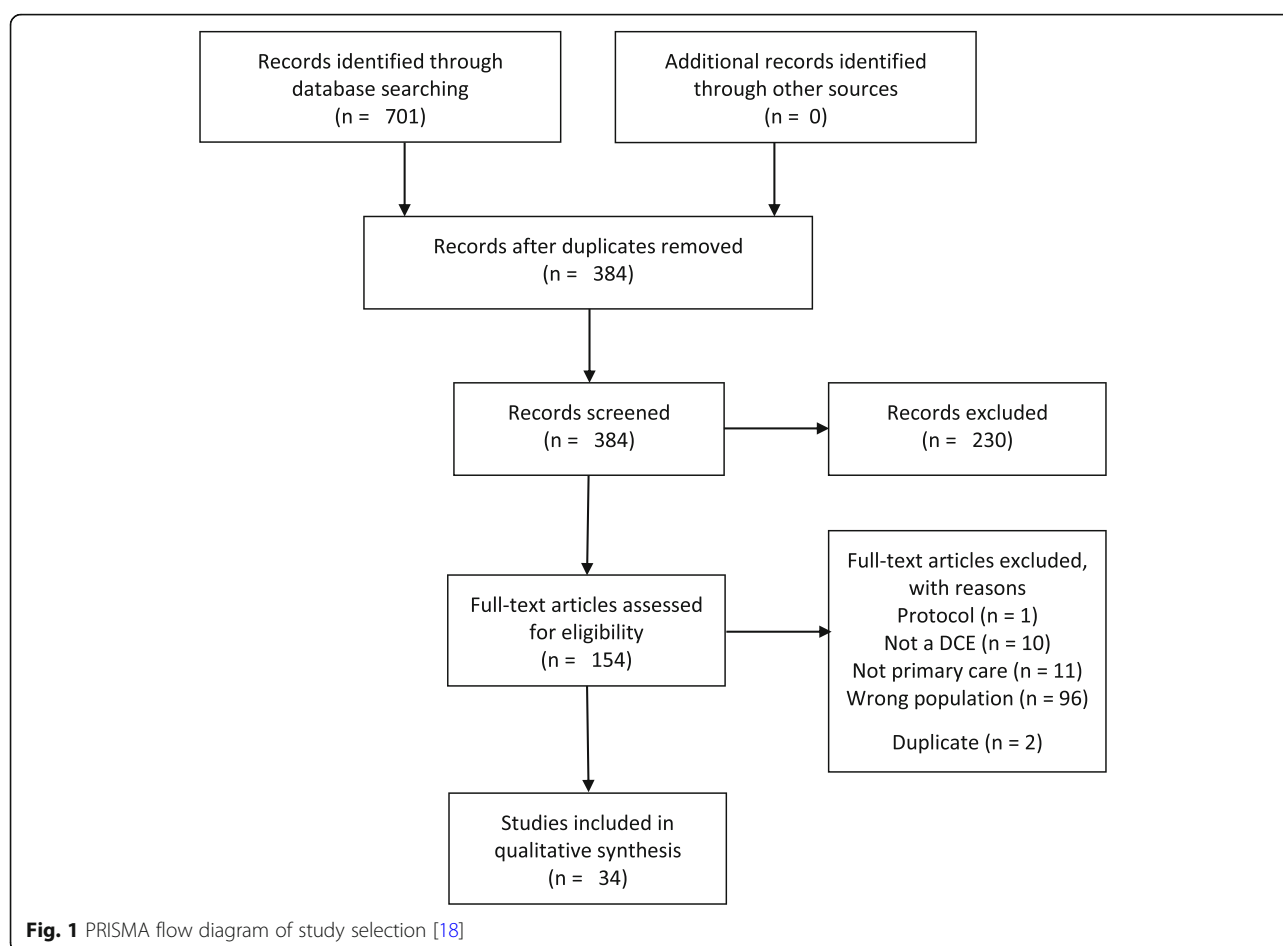 Records identified through
database searching
(n = 701)
Additional records identified
through other sources
(n = 0)
Records after duplicates removed
(n = 384)
Records screened
(n = 384)
Records excluded
(n = 230)
Full-text articles assessed
for eligibility
(n = 154)
Full-text articles excluded,
with reasons
Protocol (n = 1)
Not a DCE (n = 10)
Not primary care (n = 11)
Wrong population (n = 96)
Duplicate (n = 2)
Studies included in
qualitative synthesis
(n = 34)
Fig. 1 PRISMA flow diagram of study selection [18]